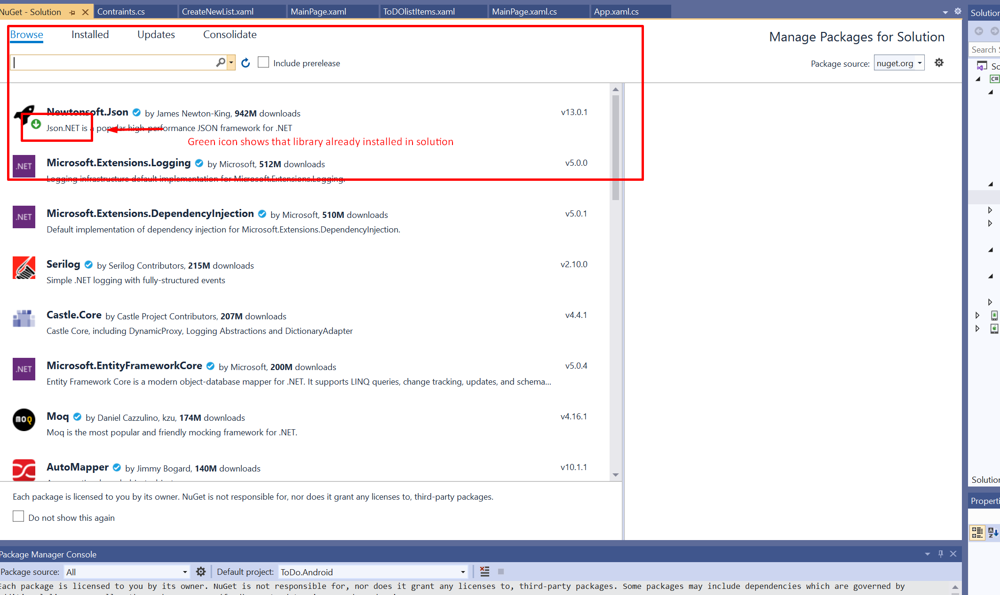 NuGet - Solution
Contraints.cs
CreateNewList.xaml
MainPage.xaml
ToDOlistItems.xaml
MainPage.xaml.cs
App.xaml.cs
Solution
Browse
Installed
Updates
Consolidate
Manage Packages for Solution
Include prerelease
Package source: nuget.org
Search
So
C#
Newtonsoft.Json by James Newton-King, 942M downloads
v13.0.1
Json.NET is a popular high-performance JSON framework for .NET
Green icon shows that library already installed in solution
.NET
Microsoft.Extensions.Logging by Microsoft, 512M downloads
v5.0.0
Logging infrastructure default implementation for Microsoft.Extensions.Logging.
.NET
Microsoft.Extensions.DependencyInjection by Microsoft, 510M downloads
v5.0.1
Default implementation of dependency injection for Microsoft.Extensions.DependencyInjection.
Serilog by Serilog Contributors, 215M downloads
v2.10.0
Simple .NET logging with fully-structured events
Castle.Core by Castle Project Contributors, 207M downloads
v4.4.1
Castle Core, including DynamicProxy, Logging Abstractions and DictionaryAdapter
.NET
Microsoft.EntityFrameworkCore by Microsoft, 200M downloads
v5.0.4
Entity Framework Core is a modern object-database mapper for .NET. It supports LINQ queries, change tracking, updates, and schema...
MOQ
Moq by Daniel Cazzulino, kzu, 174M downloads
v4.16.1
Moq is the most popular and friendly mocking framework for .NET.
AutoMapper by Jimmy Bogard, 140M downloads
v10.1.1
Solution
Each package is licensed to you by its owner. NuGet is not responsible for, nor does it grant any licenses to, third-party packages.
Do not show this again
Properti
Package Manager Console
Package source: All
Default project: ToDo.Android
Each package is licensed to you by its owner. NuGet is not responsible for, nor does it grant any licenses to, third-party packages. Some packages may include dependencies which are governed by